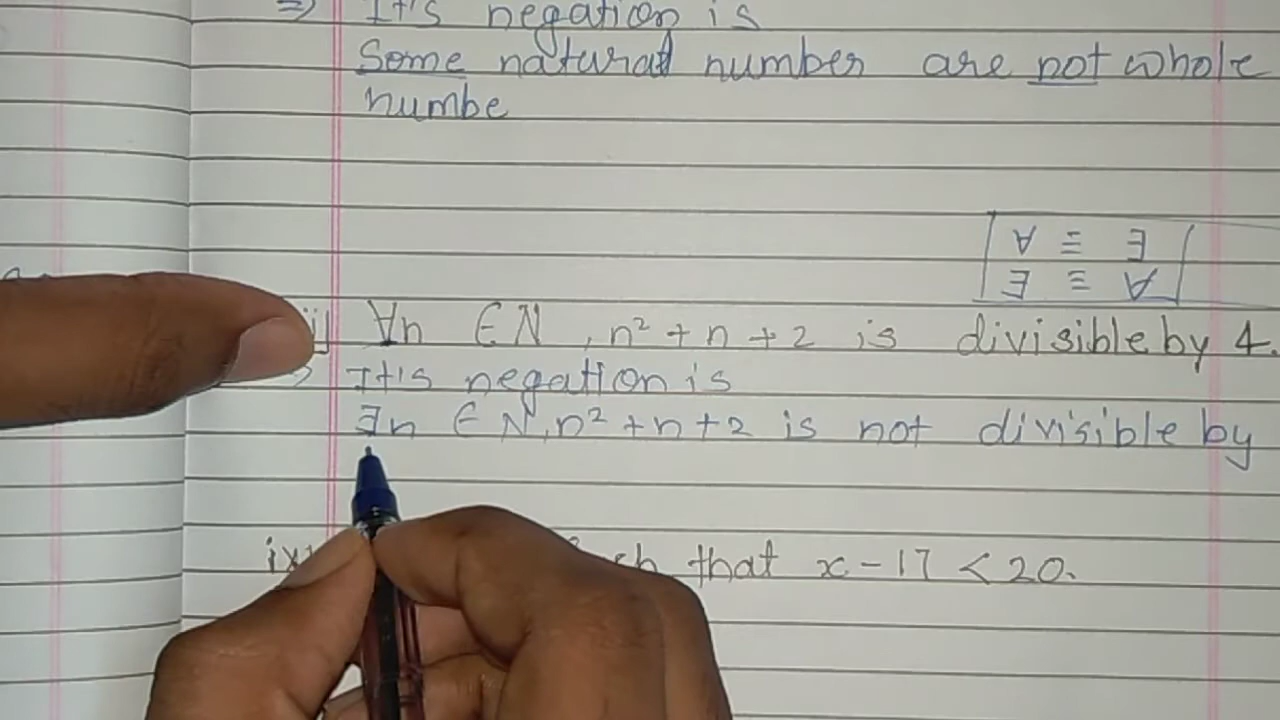 ⇒ It's negation is
Some natural number are not whole
numbe
∀ ≡ ∃
∃ ≡ ∀
∀n ∈ N, n² + n + 2 is divisible by 4.
It's negation is
∃n ∈ N, n² + n + 2 is not divisible by
that x - 17 < 20.